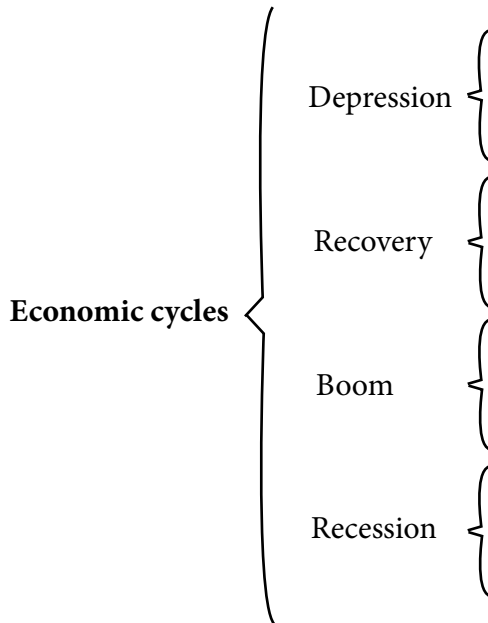 Depression
Recovery
Economic cycles
Boom
Recession